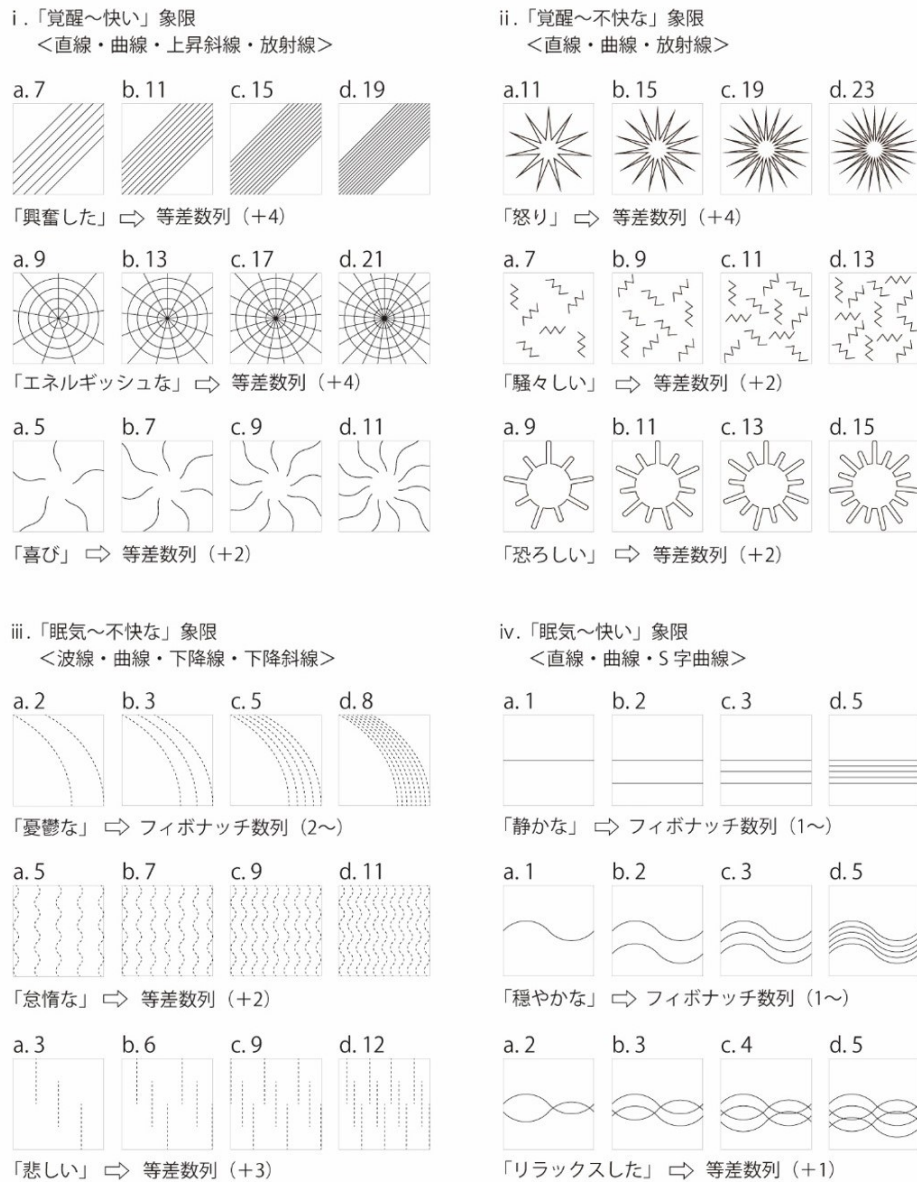 i.「覚醒～快い」象限
＜直線・曲線・上昇斜線・放射線＞
a. 7 b. 11 c. 15 d. 19
「興奮した」⇨ 等差数列（＋4）
a. 9 b. 13 c. 17 d. 21
「エネルギッシュな」⇨ 等差数列（＋4）
a. 5 b. 7 c. 9 d. 11
「喜び」⇨ 等差数列（＋2）
ii.「覚醒～不快な」象限
＜直線・曲線・放射線＞
a.11 b. 15 c. 19 d. 23
「怒り」⇨ 等差数列（＋4）
a. 7 b. 9 c. 11 d. 13
「騒々しい」⇨ 等差数列（＋2）
a. 9 b. 11 c. 13 d. 15
「恐ろしい」⇨ 等差数列（＋2）
iii.「眠気～不快な」象限
＜波線・曲線・下降線・下降斜線＞
a. 2 b. 3 c. 5 d. 8
「憂鬱な」⇨ フィボナッチ数列（2～）
a. 5 b. 7 c. 9 d. 11
「怠惰な」⇨ 等差数列（＋2）
a. 3 b. 6 c. 9 d. 12
「悲しい」⇨ 等差数列（＋3）
iv.「眠気～快い」象限
＜直線・曲線・S 字曲線＞
a. 1 b. 2 c. 3 d. 5
「静かな」⇨ フィボナッチ数列（1～）
a. 1 b. 2 c. 3 d. 5
「穏やかな」⇨ フィボナッチ数列（1～）
a. 2 b. 3 c. 4 d. 5
「リラックスした」⇨ 等差数列（＋1）